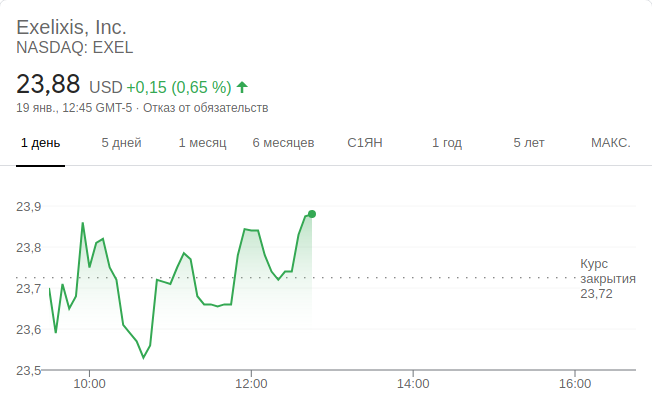 Exelixis, Inc.
NASDAQ: EXEL
23,88 USD +0,15 (0,65 %)
19 янв., 12:45 GMT-5 · Отказ от обязательств
1 день 5 дней 1 месяц 6 месяцев С1ЯН 1 год 5 лет МАКС.
23,9
23,8
23,7
23,6
23,5
Курс
закрытия
23,72
10:00 12:00 14:00 16:00